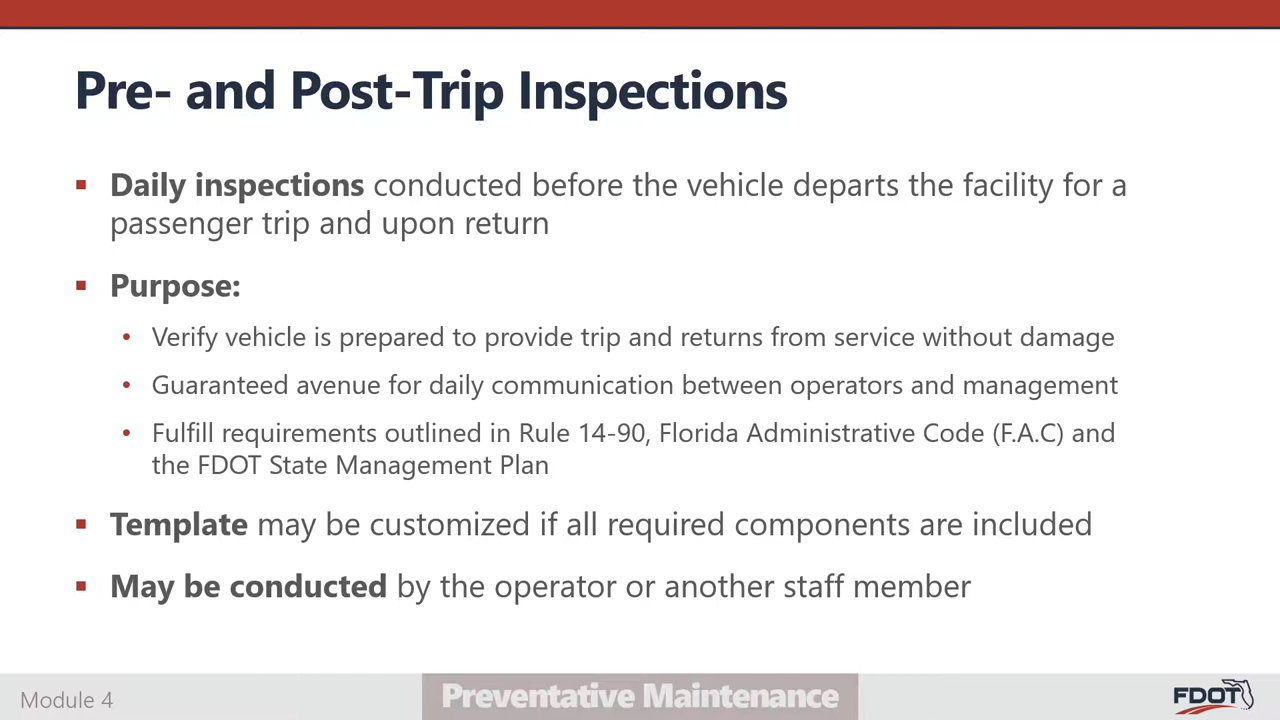 Pre- and Post-Trip Inspections
▪ Daily inspections conducted before the vehicle departs the facility for a
passenger trip and upon return
▪ Purpose:
• Verify vehicle is prepared to provide trip and returns from service without damage
• Guaranteed avenue for daily communication between operators and management
• Fulfill requirements outlined in Rule 14-90, Florida Administrative Code (F.A.C) and
the FDOT State Management Plan
▪ Template may be customized if all required components are included
▪ May be conducted by the operator or another staff member
Module 4
Preventative Maintenance
FDOT